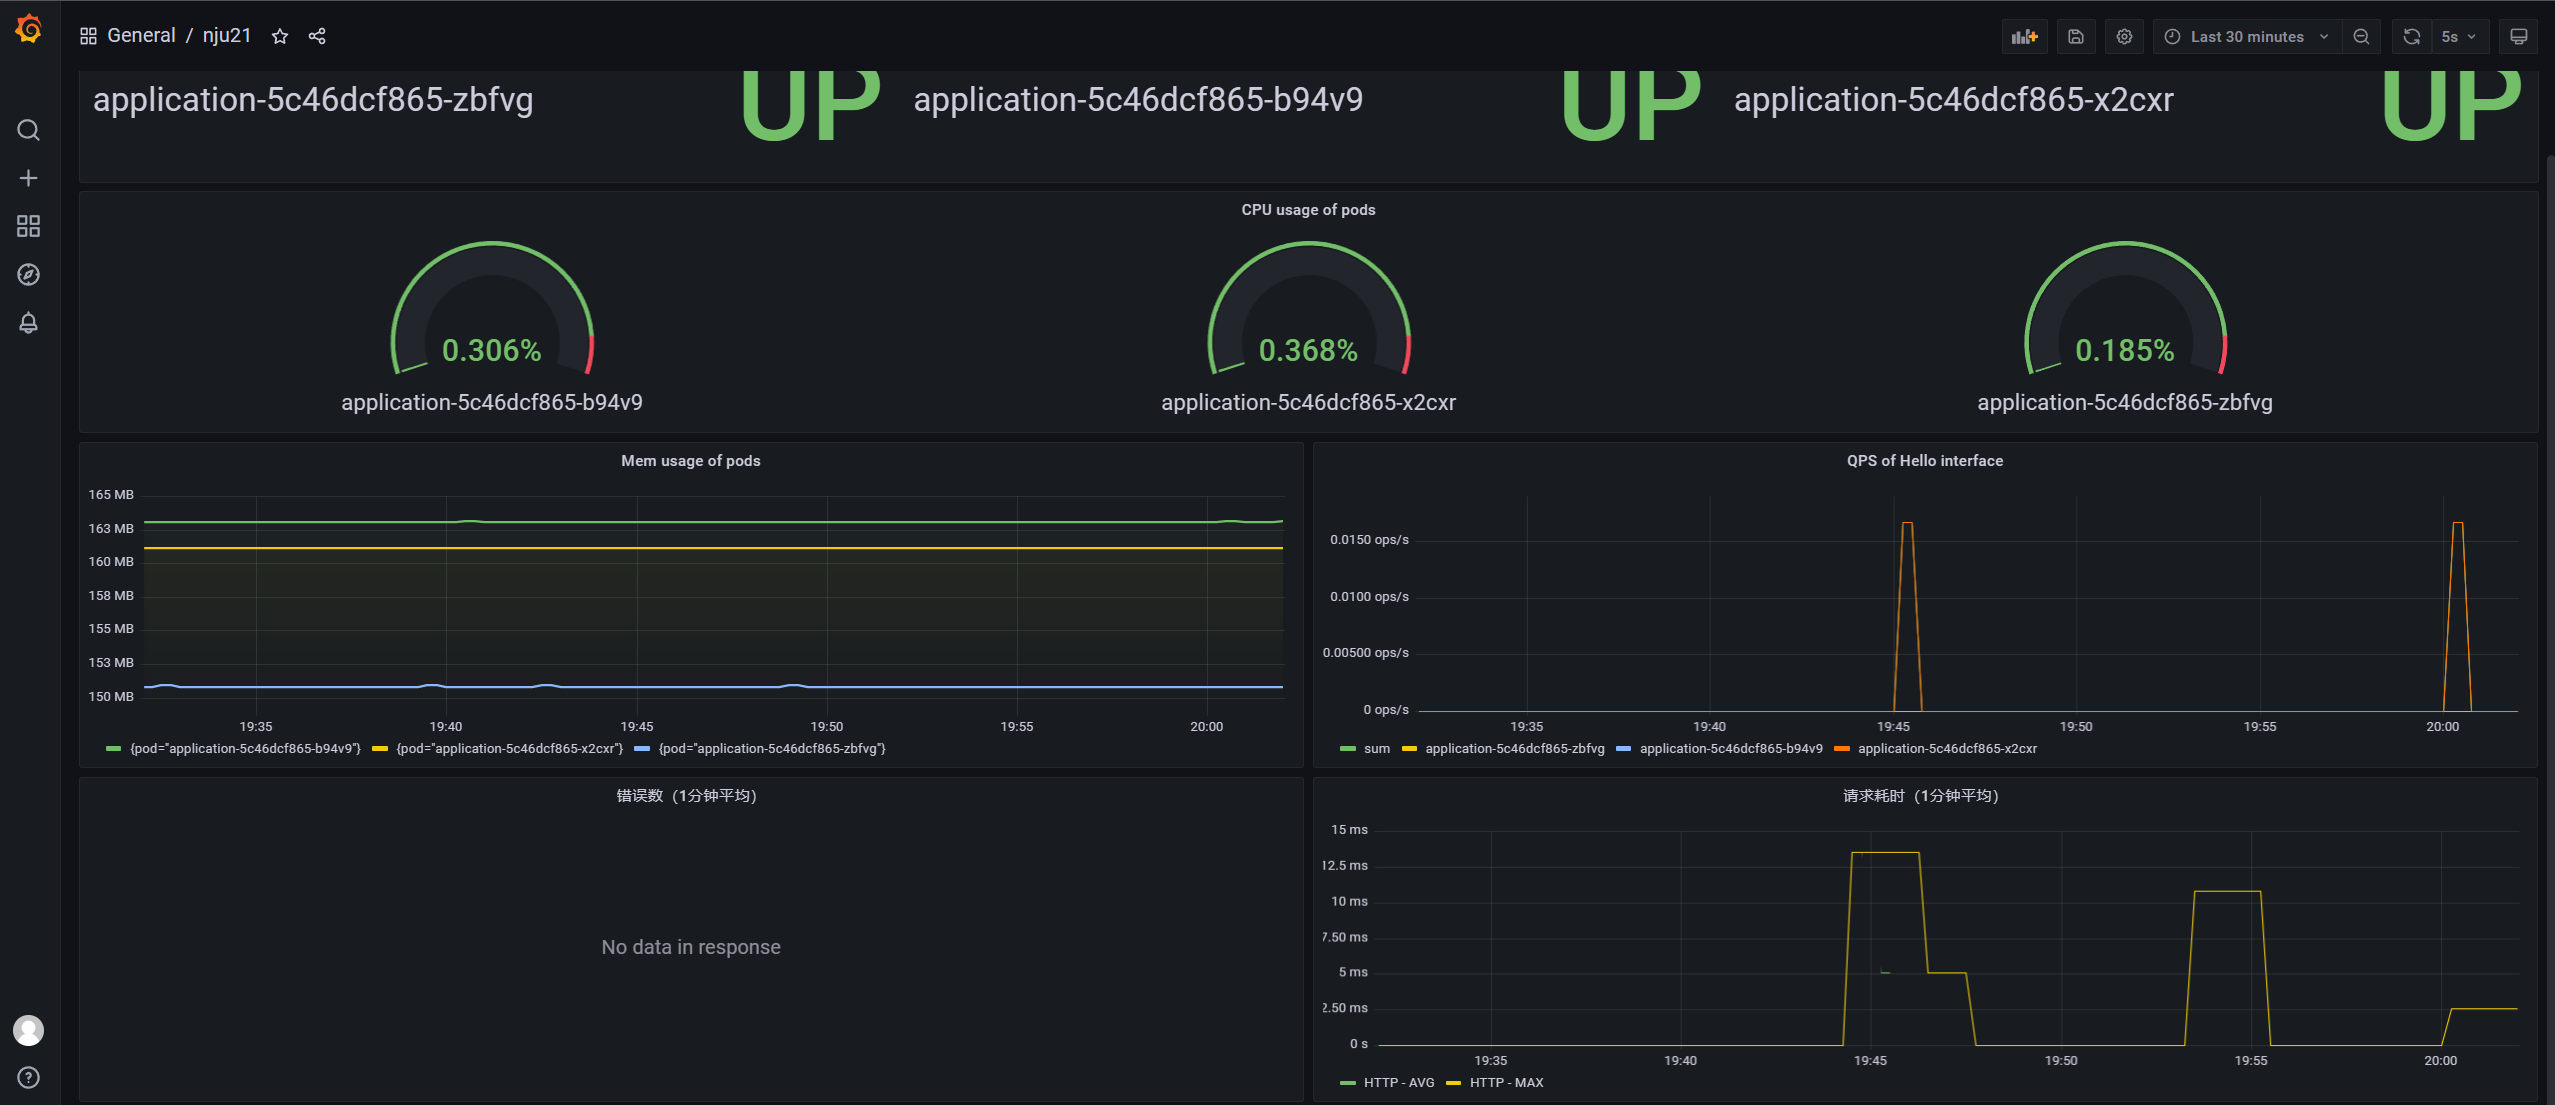 General / nju21
Last 30 minutes
5s
application-5c46dcf865-zbfvg UP
application-5c46dcf865-b94v9 UP
application-5c46dcf865-x2cxr UP
CPU usage of pods
0.306%
application-5c46dcf865-b94v9
0.368%
application-5c46dcf865-x2cxr
0.185%
application-5c46dcf865-zbfvg
Mem usage of pods
165 MB
163 MB
160 MB
158 MB
155 MB
153 MB
150 MB
19:35 19:40 19:45 19:50 19:55 20:00
{pod="application-5c46dcf865-b94v9"} {pod="application-5c46dcf865-x2cxr"} {pod="application-5c46dcf865-zbfvg"}
QPS of Hello interface
0.0150 ops/s
0.0100 ops/s
0.00500 ops/s
0 ops/s
19:35 19:40 19:45 19:50 19:55 20:00
sum application-5c46dcf865-zbfvg application-5c46dcf865-b94v9 application-5c46dcf865-x2cxr
错误数（1分钟平均）
No data in response
请求耗时（1分钟平均）
15 ms
12.5 ms
10 ms
7.50 ms
5 ms
2.50 ms
0 s
19:35 19:40 19:45 19:50 19:55 20:00
HTTP - AVG HTTP - MAX